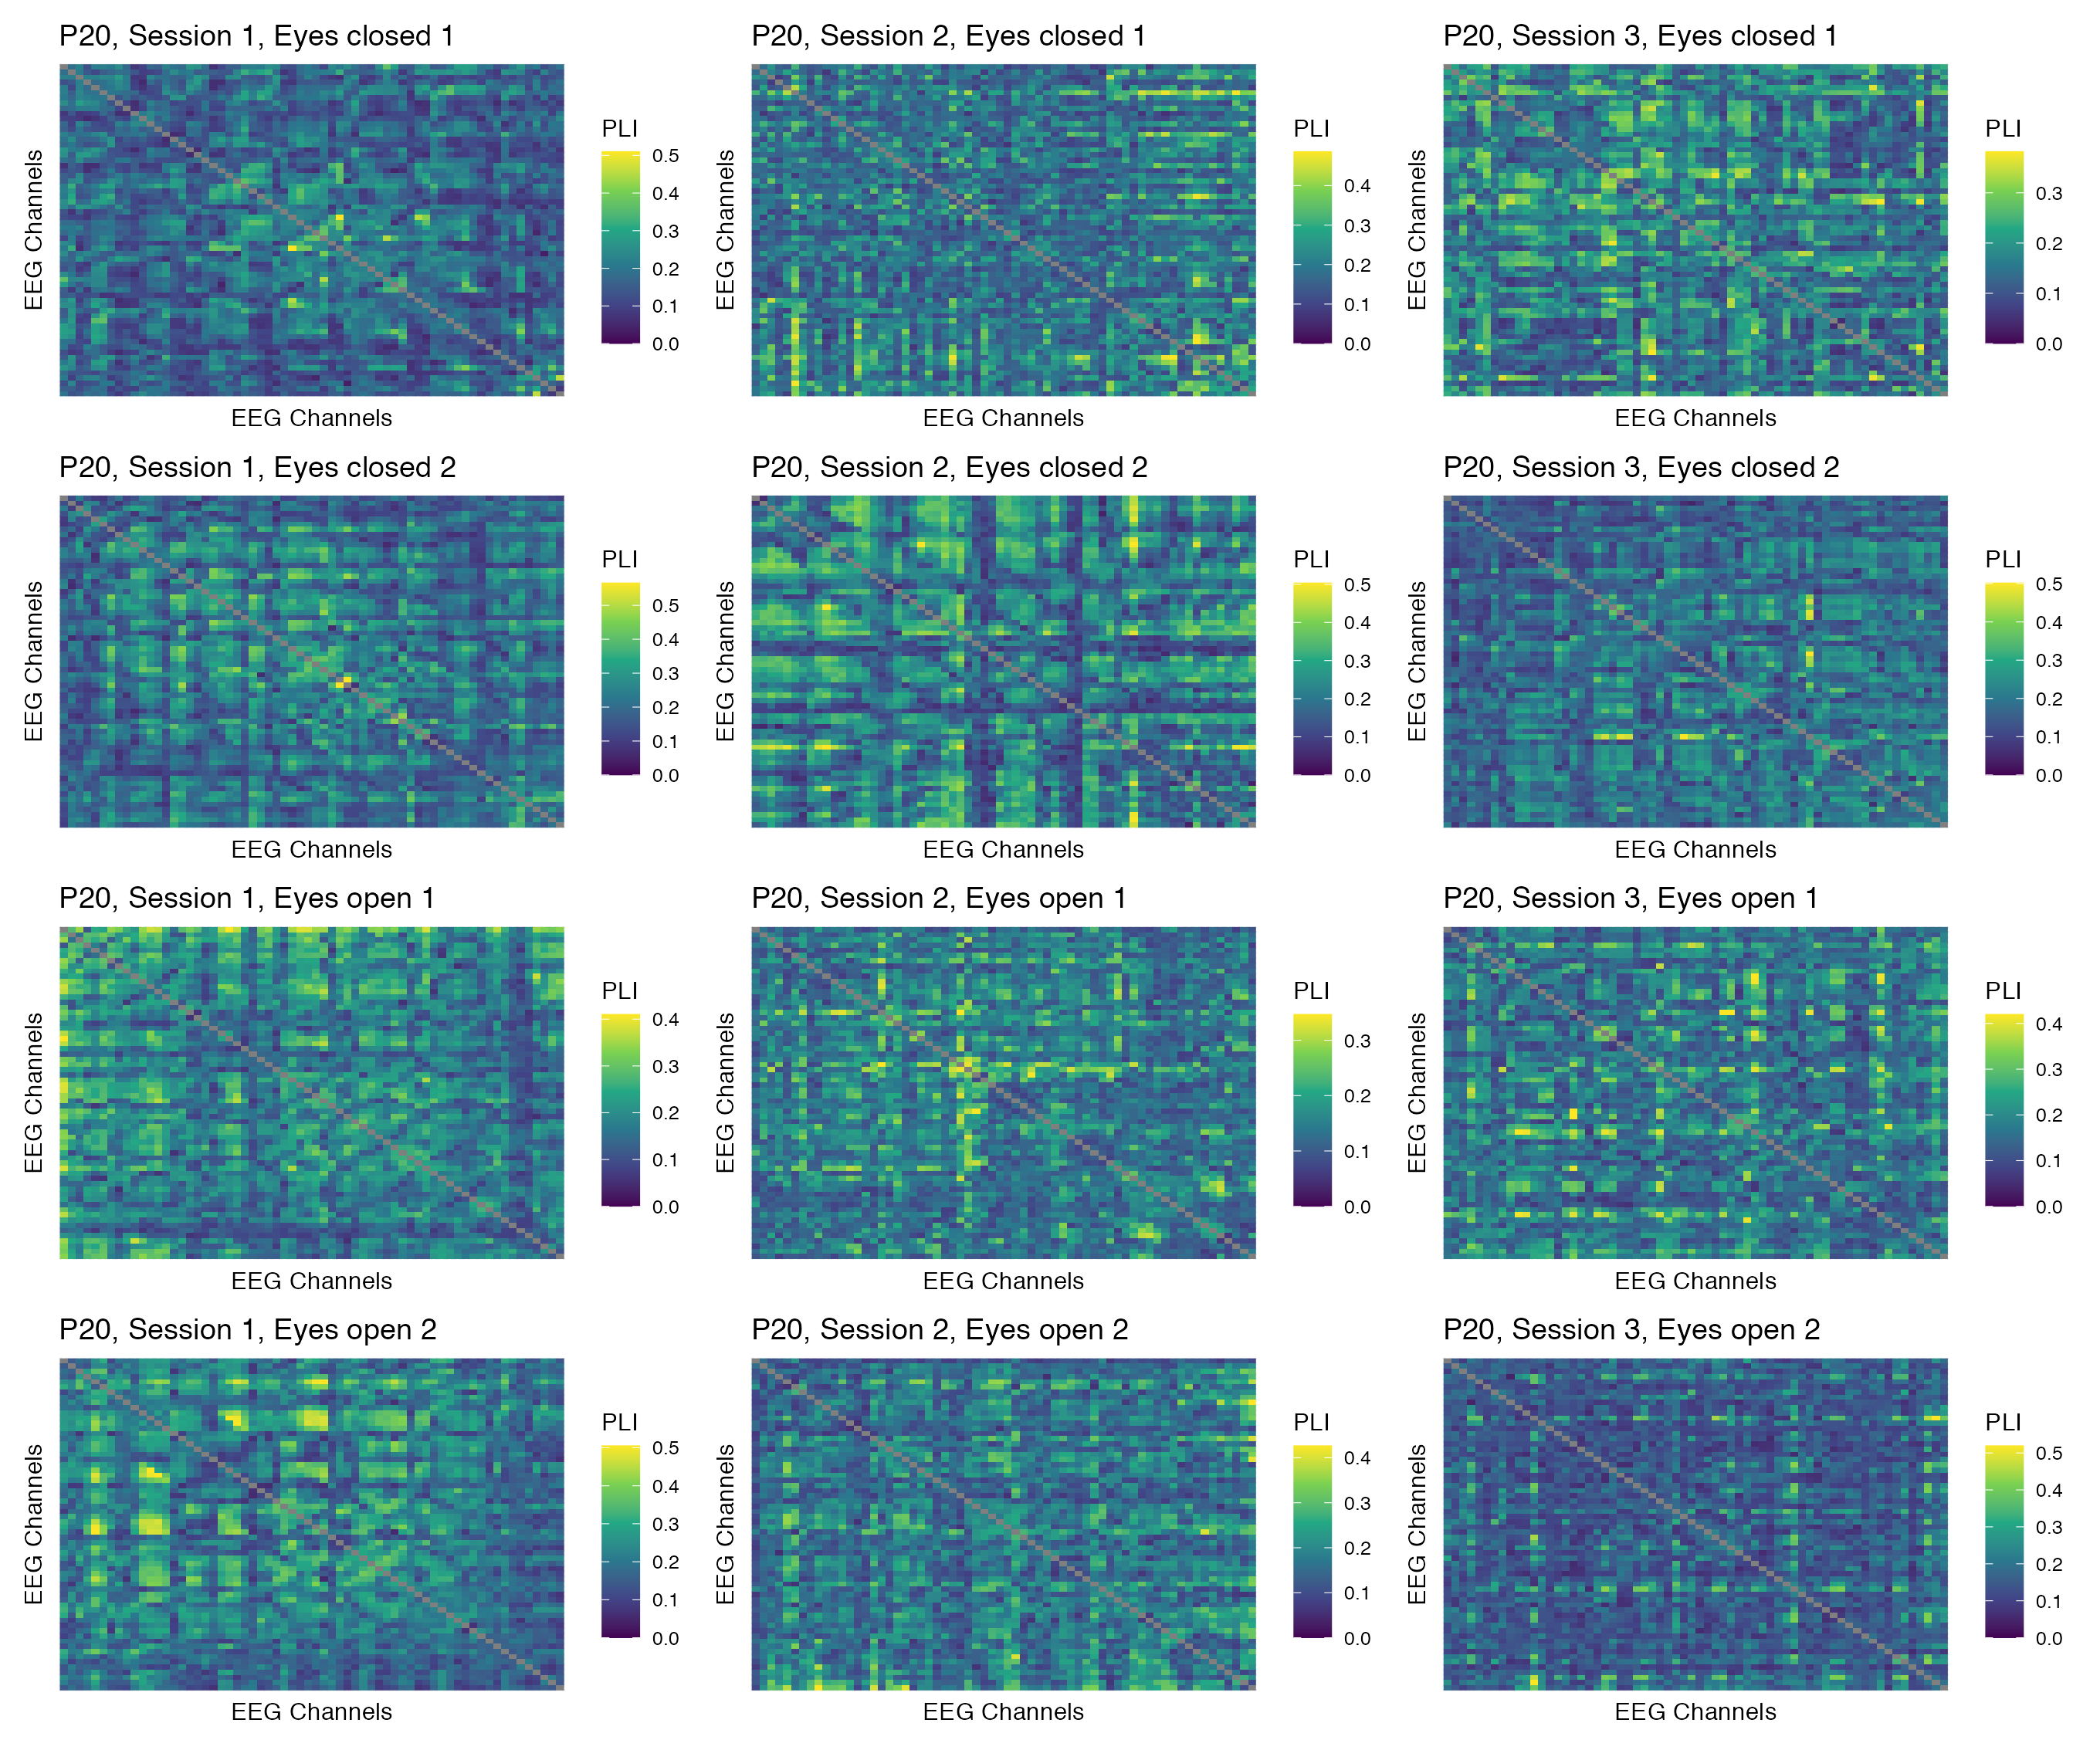 P20, Session 1, Eyes closed 1
EEG Channels
EEG Channels
PLI
0.5
0.4
0.3
0.2
0.1
0.0
P20, Session 2, Eyes closed 1
EEG Channels
EEG Channels
PLI
0.4
0.3
0.2
0.1
0.0
P20, Session 3, Eyes closed 1
EEG Channels
EEG Channels
PLI
0.3
0.2
0.1
0.0
P20, Session 1, Eyes closed 2
EEG Channels
EEG Channels
PLI
0.5
0.4
0.3
0.2
0.1
0.0
P20, Session 2, Eyes closed 2
EEG Channels
EEG Channels
PLI
0.5
0.4
0.3
0.2
0.1
0.0
P20, Session 3, Eyes closed 2
EEG Channels
EEG Channels
PLI
0.5
0.4
0.3
0.2
0.1
0.0
P20, Session 1, Eyes open 1
EEG Channels
EEG Channels
PLI
0.4
0.3
0.2
0.1
0.0
P20, Session 2, Eyes open 1
EEG Channels
EEG Channels
PLI
0.3
0.2
0.1
0.0
P20, Session 3, Eyes open 1
EEG Channels
EEG Channels
PLI
0.4
0.3
0.2
0.1
0.0
P20, Session 1, Eyes open 2
EEG Channels
EEG Channels
PLI
0.5
0.4
0.3
0.2
0.1
0.0
P20, Session 2, Eyes open 2
EEG Channels
EEG Channels
PLI
0.4
0.3
0.2
0.1
0.0
P20, Session 3, Eyes open 2
EEG Channels
EEG Channels
PLI
0.5
0.4
0.3
0.2
0.1
0.0